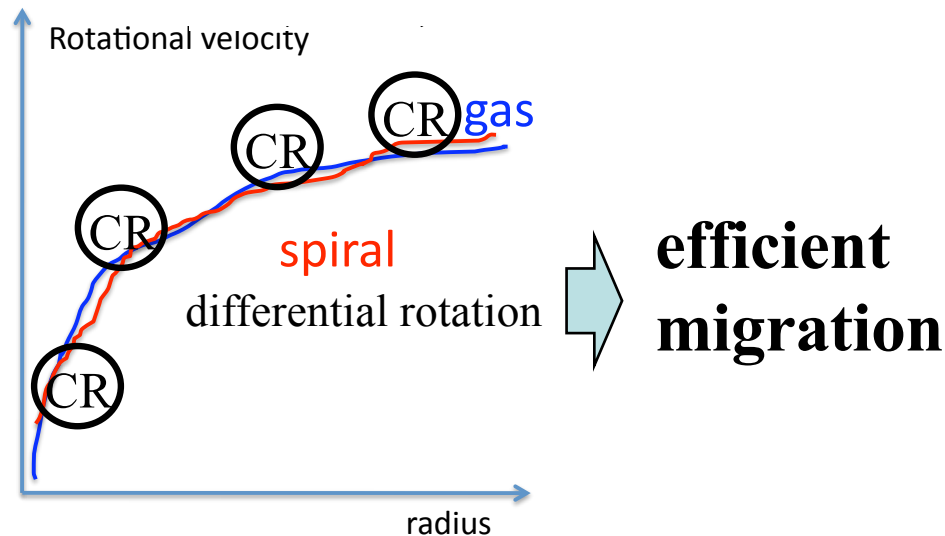 Rotational velocity
CR
gas
CR
CR
spiral
differential rotation
CR
efficient
migration
radius